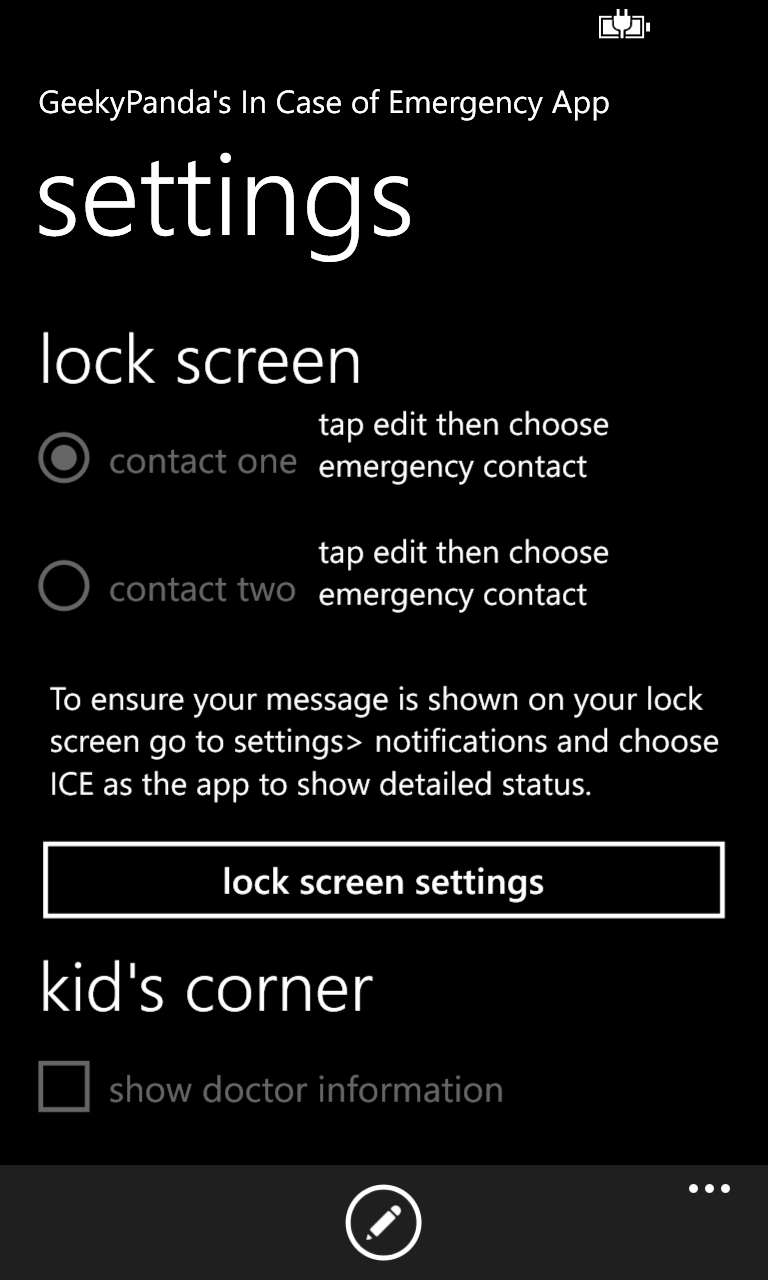 GeekyPanda's In Case of Emergency App
settings
lock screen
contact one
tap edit then choose
emergency contact
contact two
tap edit then choose
emergency contact
To ensure your message is shown on your lock
screen go to settings> notifications and choose
ICE as the app to show detailed status.
lock screen settings
kid's corner
show doctor information